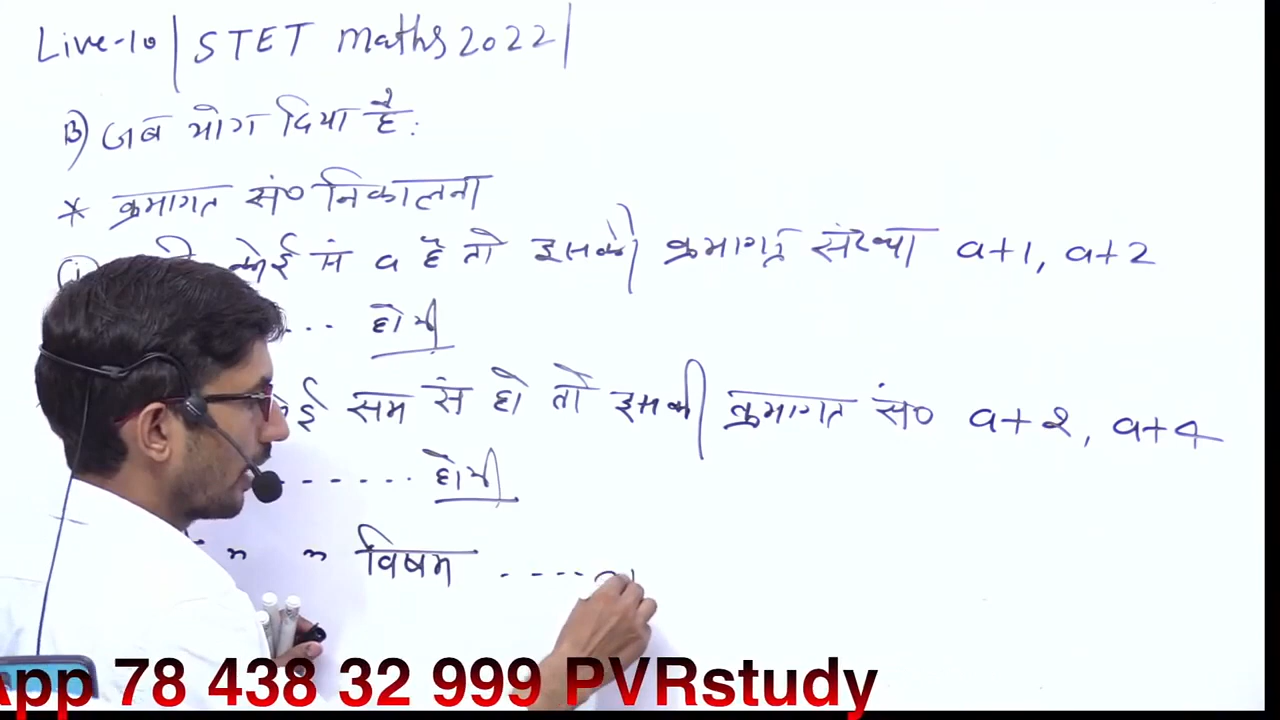 Live-10 | STET maths 2022 |
B) जब योग दिया है:
* क्रमागत सं० निकालना
(i) कोई सं a है तो इसकी क्रमागत संख्या a+1, a+2
... होगी
सम सं हो तो इसकी क्रमागत सं० a+2, a+4
...... होगी
" " विषम ----
App 78 438 32 999 PVRstudy